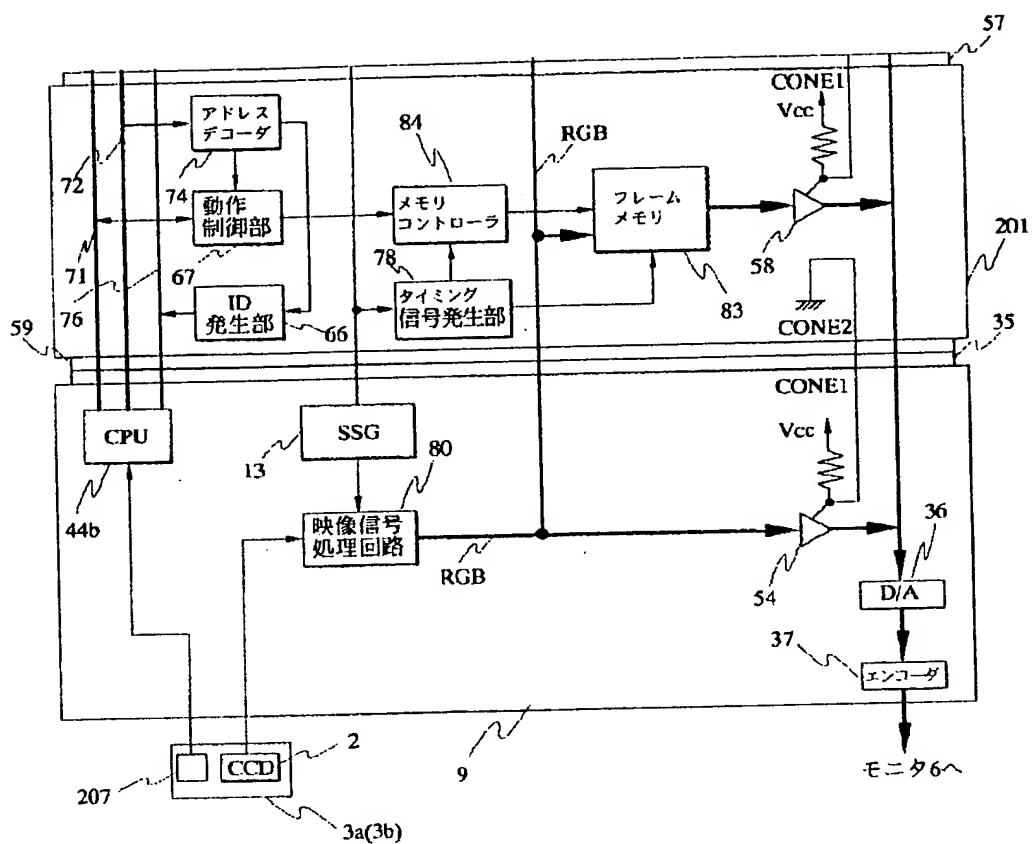 57
CONE1
Vcc
アドレス
デコーダ
84
RGB
72
74
動作
制御部
メモリ
コントローラ
フレーム
メモリ
201
71
67
78
58
76
ID
発生部
66
タイミング
信号発生部
83
CONE2
59
35
CPU
SSG
CONE1
Vcc
13
80
44b
映像信号
処理回路
36
RGB
54
D/A
37
エンコーダ
2
CCD
9
モニタ6へ
207
3a(3b)